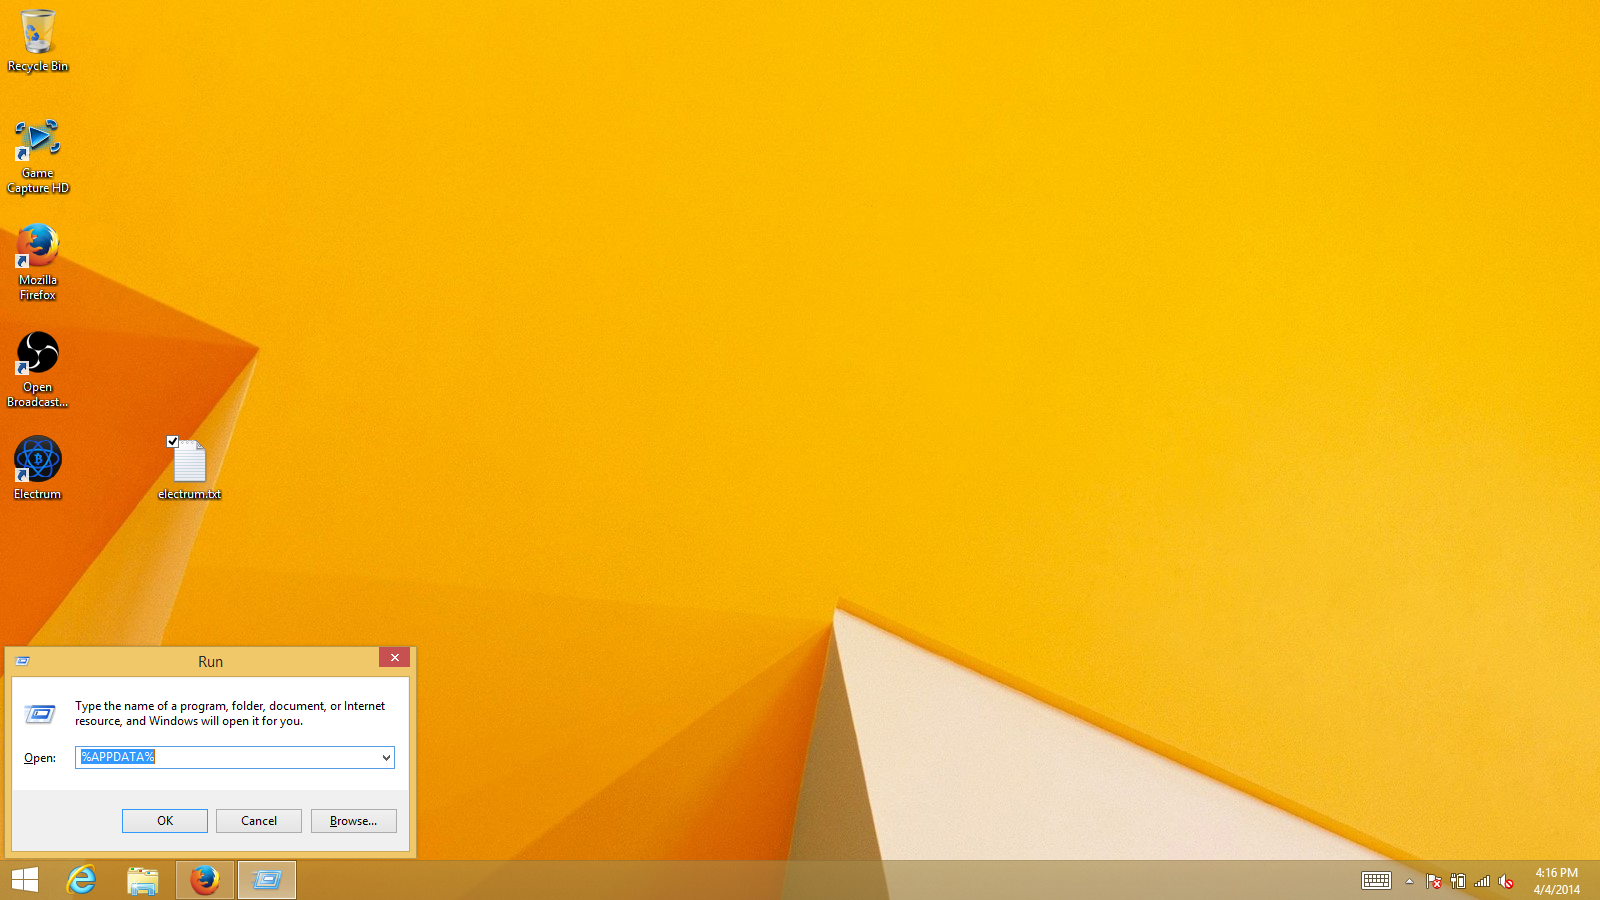 Recycle Bin
Game
Capture HD
Mozilla
Firefox
Open
Broadcast...
Electrum
electrum.txt
Run
Type the name of a program, folder, document, or Internet
resource, and Windows will open it for you.
Open:
%APPDATA%
OK
Cancel
Browse...
4:16 PM
4/4/2014